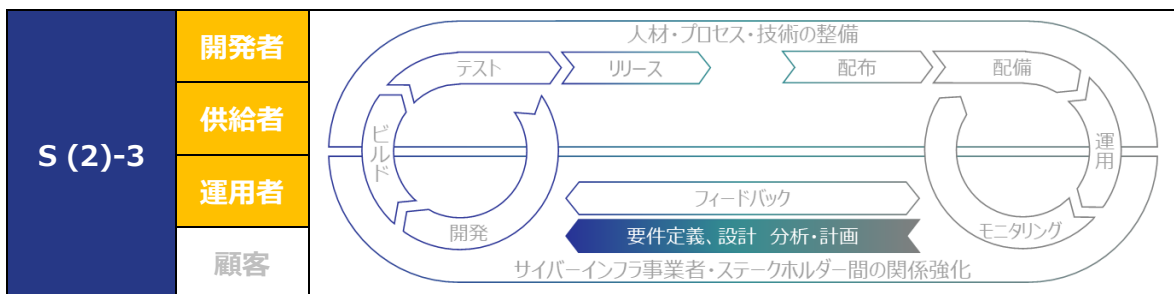 S (2)-3
開発者
供給者
運用者
顧客
人材・プロセス・技術の整備
テスト
リリース
配布
配備
ビルド
運用
フィードバック
開発
要件定義、設計 分析・計画
モニタリング
サイバーインフラ事業者・ステークホルダー間の関係強化